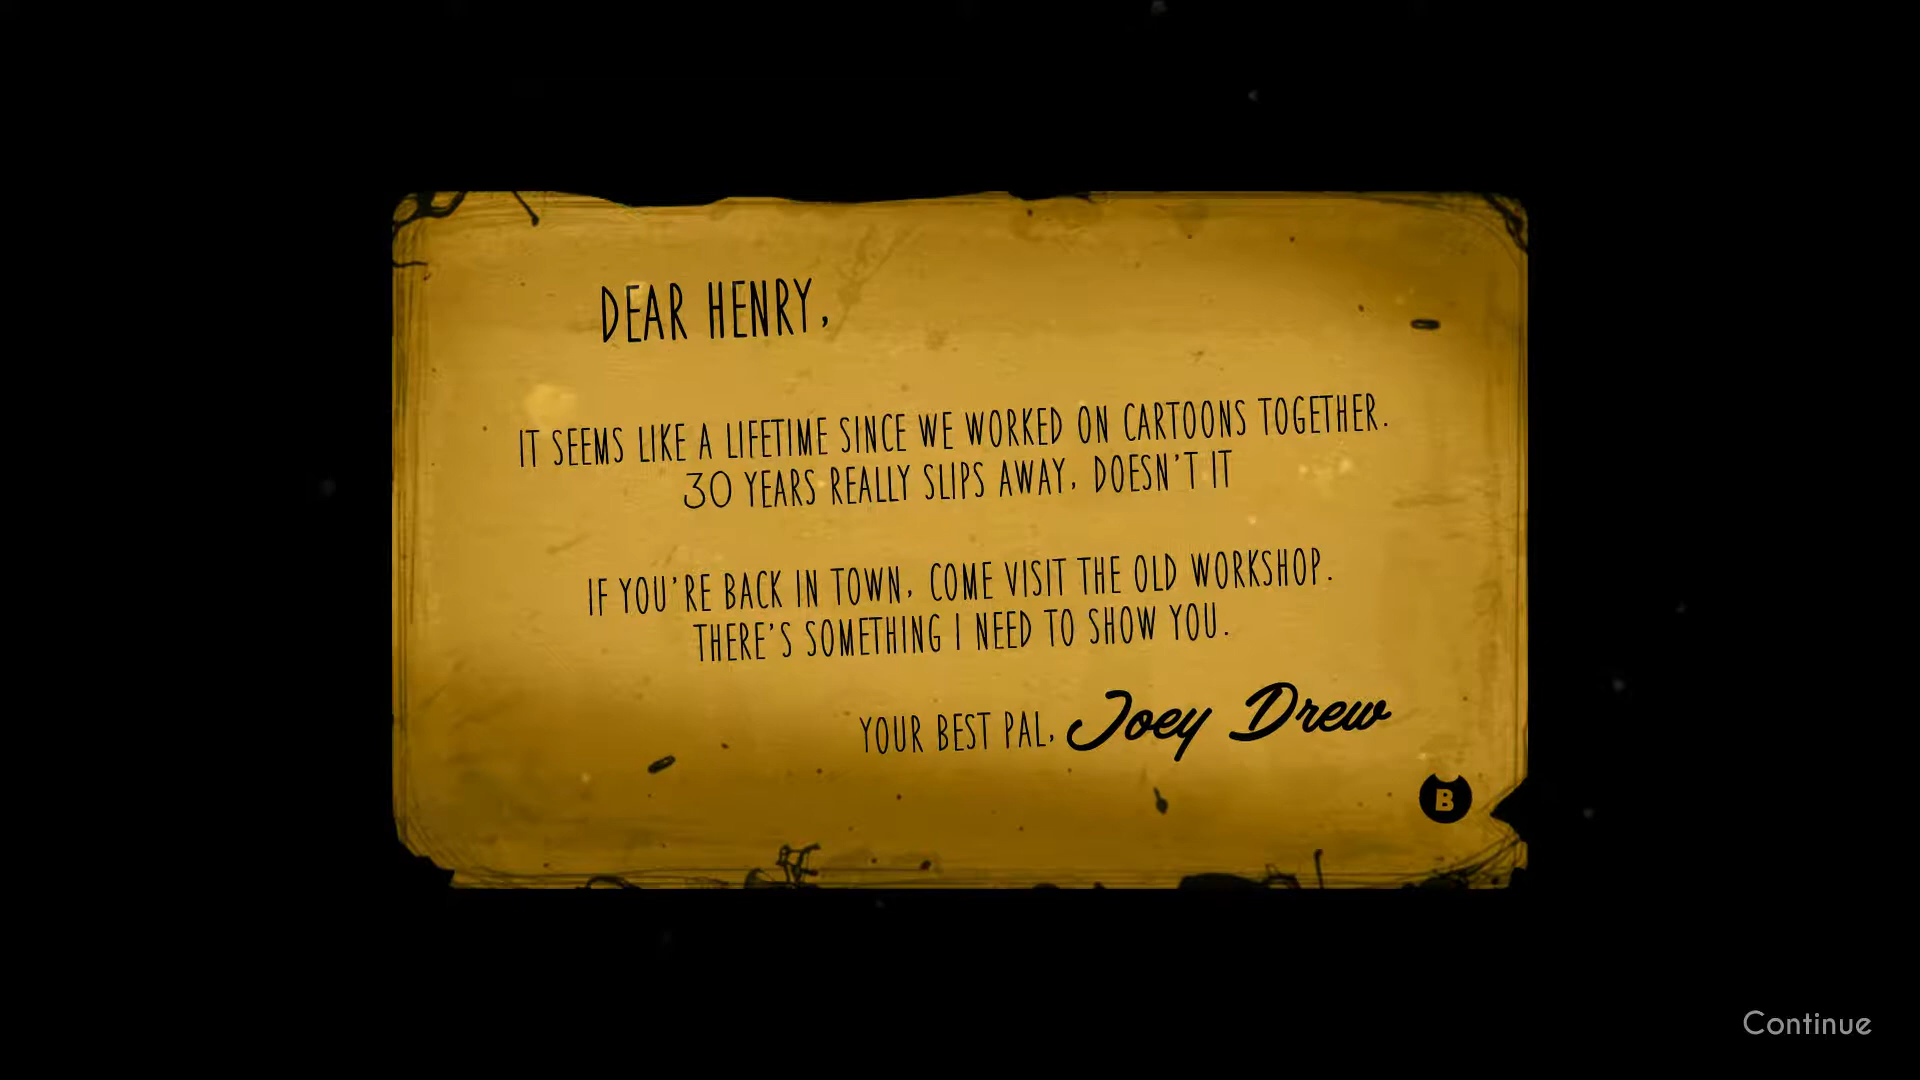 DEAR HENRY,
IT SEEMS LIKE A LIFETIME SINCE WE WORKED ON CARTOONS TOGETHER.
30 YEARS REALLY SLIPS AWAY, DOESN'T IT
IF YOU'RE BACK IN TOWN, COME VISIT THE OLD WORKSHOP.
THERE'S SOMETHING I NEED TO SHOW YOU.
YOUR BEST PAL, Joey Drew
B
Continue